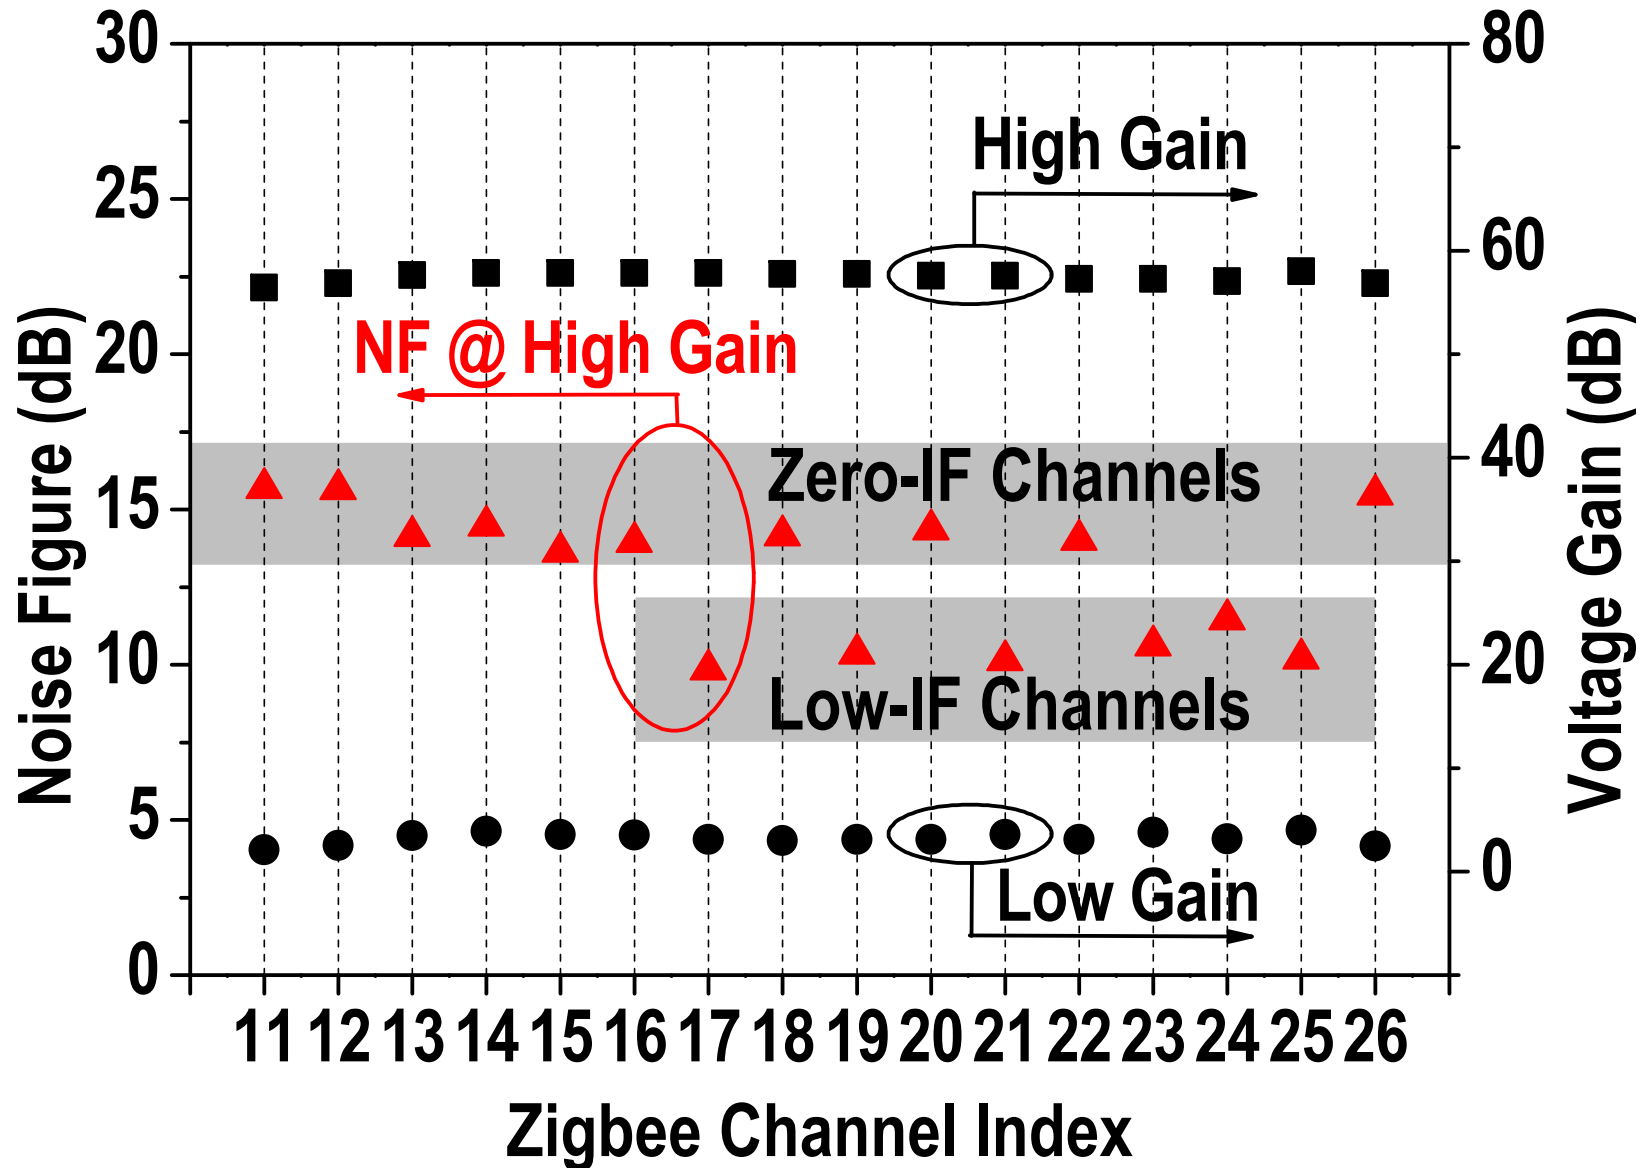 30
25
20
15
10
5
0
Noise Figure (dB)
80
60
40
20
0
Voltage Gain (dB)
High Gain
NF @ High Gain
Zero-IF Channels
Low-IF Channels
Low Gain
11 12 13 14 15 16 17 18 19 20 21 22 23 24 25 26
Zigbee Channel Index